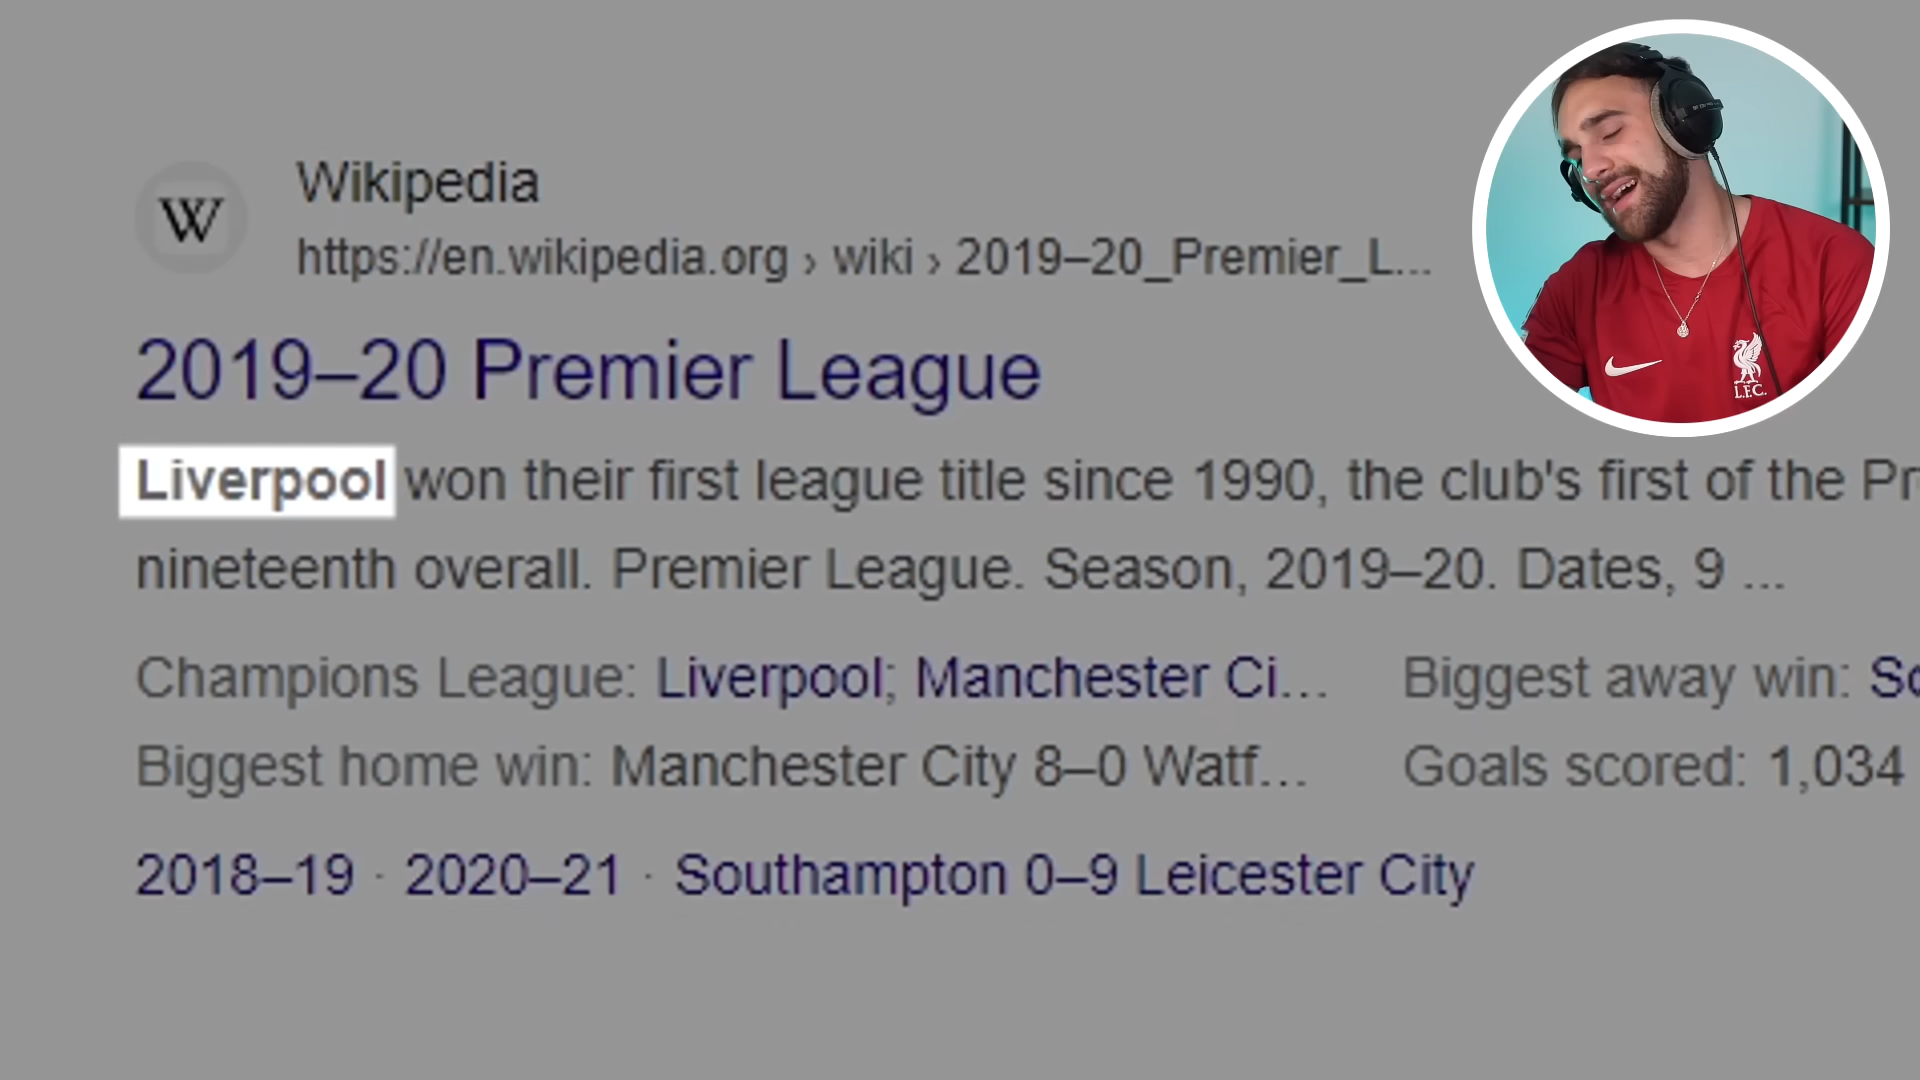 W
Wikipedia
https://en.wikipedia.org › wiki › 2019–20_Premier_L...
2019–20 Premier League
Liverpool won their first league title since 1990, the club's first of the Pr
nineteenth overall. Premier League. Season, 2019–20. Dates, 9 ...
Champions League: Liverpool; Manchester Ci... Biggest away win: So
Biggest home win: Manchester City 8–0 Watf... Goals scored: 1,034
2018–19 · 2020–21 · Southampton 0–9 Leicester City
L.F.C.